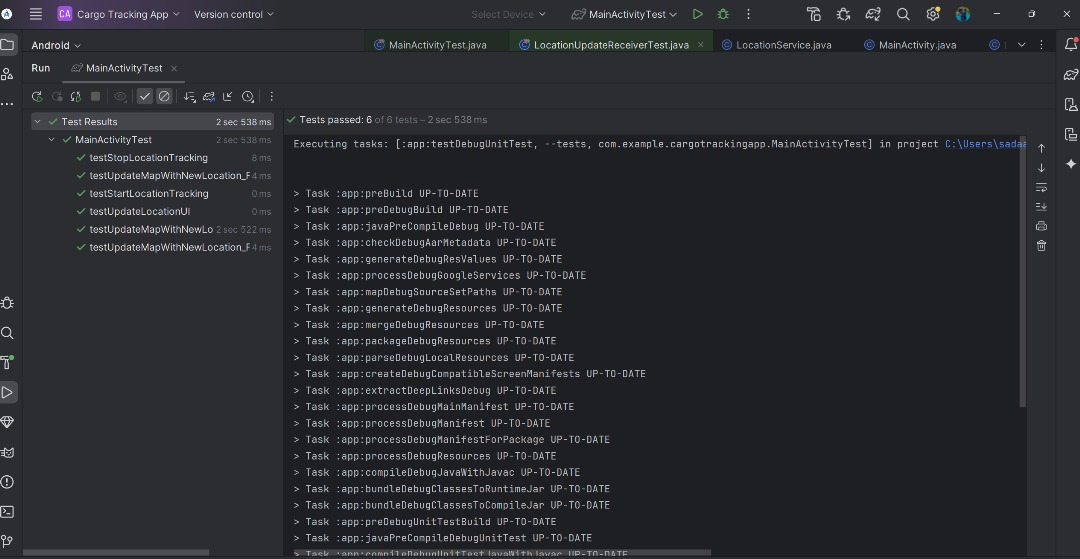 CA Cargo Tracking App Version control Select Device MainActivityTest
Android MainActivityTest.java LocationUpdateReceiverTest.java LocationService.java MainActivity.java
Run MainActivityTest
Test Results 2 sec 538 ms
MainActivityTest 2 sec 538 ms
testStopLocationTracking 8 ms
testUpdateMapWithNewLocation_F 4 ms
testStartLocationTracking 0 ms
testUpdateLocationUI 0 ms
testUpdateMapWithNewLo 2 sec 522 ms
testUpdateMapWithNewLocation_F 4 ms
Tests passed: 6 of 6 tests – 2 sec 538 ms
Executing tasks: [:app:testDebugUnitTest, --tests, com.example.cargotrackingapp.MainActivityTest] in project C:\Users\sadaa
> Task :app:preBuild UP-TO-DATE
> Task :app:preDebugBuild UP-TO-DATE
> Task :app:javaPreCompileDebug UP-TO-DATE
> Task :app:checkDebugAarMetadata UP-TO-DATE
> Task :app:generateDebugResValues UP-TO-DATE
> Task :app:processDebugGoogleServices UP-TO-DATE
> Task :app:mapDebugSourceSetPaths UP-TO-DATE
> Task :app:generateDebugResources UP-TO-DATE
> Task :app:mergeDebugResources UP-TO-DATE
> Task :app:packageDebugResources UP-TO-DATE
> Task :app:parseDebugLocalResources UP-TO-DATE
> Task :app:createDebugCompatibleScreenManifests UP-TO-DATE
> Task :app:extractDeepLinksDebug UP-TO-DATE
> Task :app:processDebugMainManifest UP-TO-DATE
> Task :app:processDebugManifest UP-TO-DATE
> Task :app:processDebugManifestForPackage UP-TO-DATE
> Task :app:processDebugResources UP-TO-DATE
> Task :app:compileDebugJavaWithJavac UP-TO-DATE
> Task :app:bundleDebugClassesToRuntimeJar UP-TO-DATE
> Task :app:bundleDebugClassesToCompileJar UP-TO-DATE
> Task :app:preDebugUnitTestBuild UP-TO-DATE
> Task :app:javaPreCompileDebugUnitTest UP-TO-DATE
> Task :app:compileDebugUnitTestJavaWithJavac UP-TO-DATE